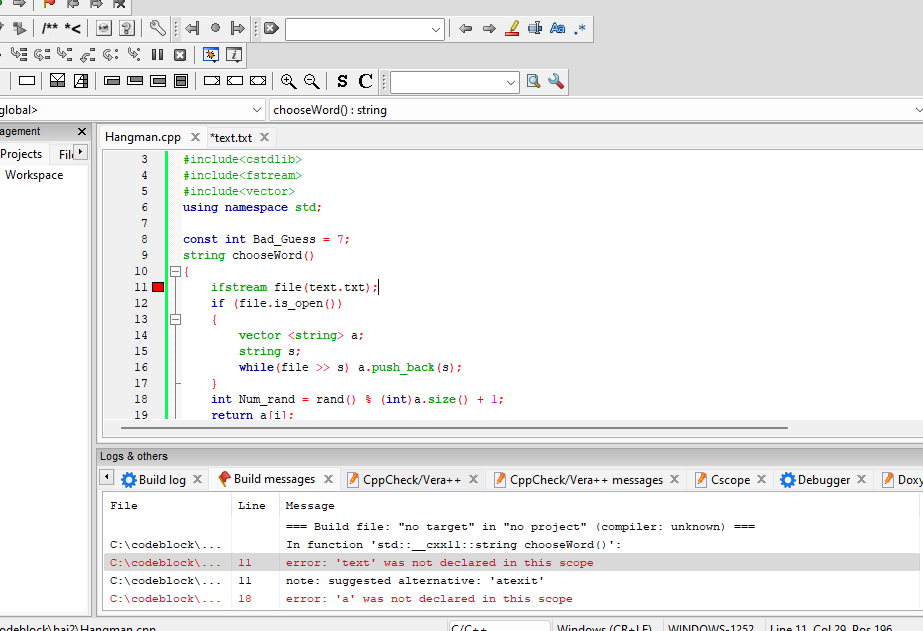 /** *<
S C
global>
chooseWord() : string
agement
Hangman.cpp
*text.txt
Projects
Workspace
3 #include<cstdlib>
4 #include<fstream>
5 #include<vector>
6 using namespace std;
7
8 const int Bad_Guess = 7;
9 string chooseWord()
10 {
11 ifstream file(text.txt);
12 if (file.is_open())
13 {
14 vector <string> a;
15 string s;
16 while(file >> s) a.push_back(s);
17 }
18 int Num_rand = rand() % (int)a.size() + 1;
19 return a[i];
Logs & others
Build log
Build messages
CppCheck/Vera++
CppCheck/Vera++ messages
Cscope
Debugger
Doxy
File Line Message
=== Build file: "no target" in "no project" (compiler: unknown) ===
C:\codeblock\... In function 'std::__cxx11::string chooseWord()':
C:\codeblock\... 11 error: 'text' was not declared in this scope
C:\codeblock\... 11 note: suggested alternative: 'atexit'
C:\codeblock\... 18 error: 'a' was not declared in this scope
odeblock\bai2\Hangman.cpp
C/C++
Windows (CR+LF)
WINDOWS-1252
Line 11, Col 29, Pos 196